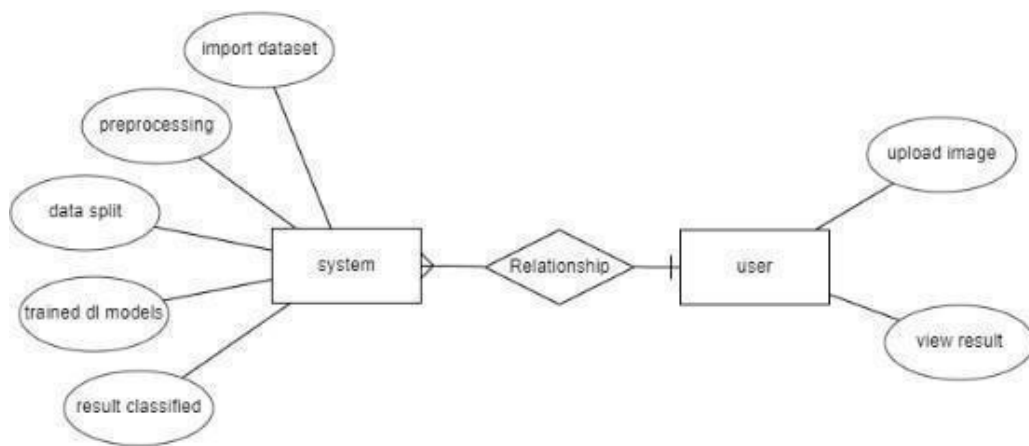 import dataset
preprocessing
upload image
data split
system
Relationship
user
trained dl models
view result
result classified